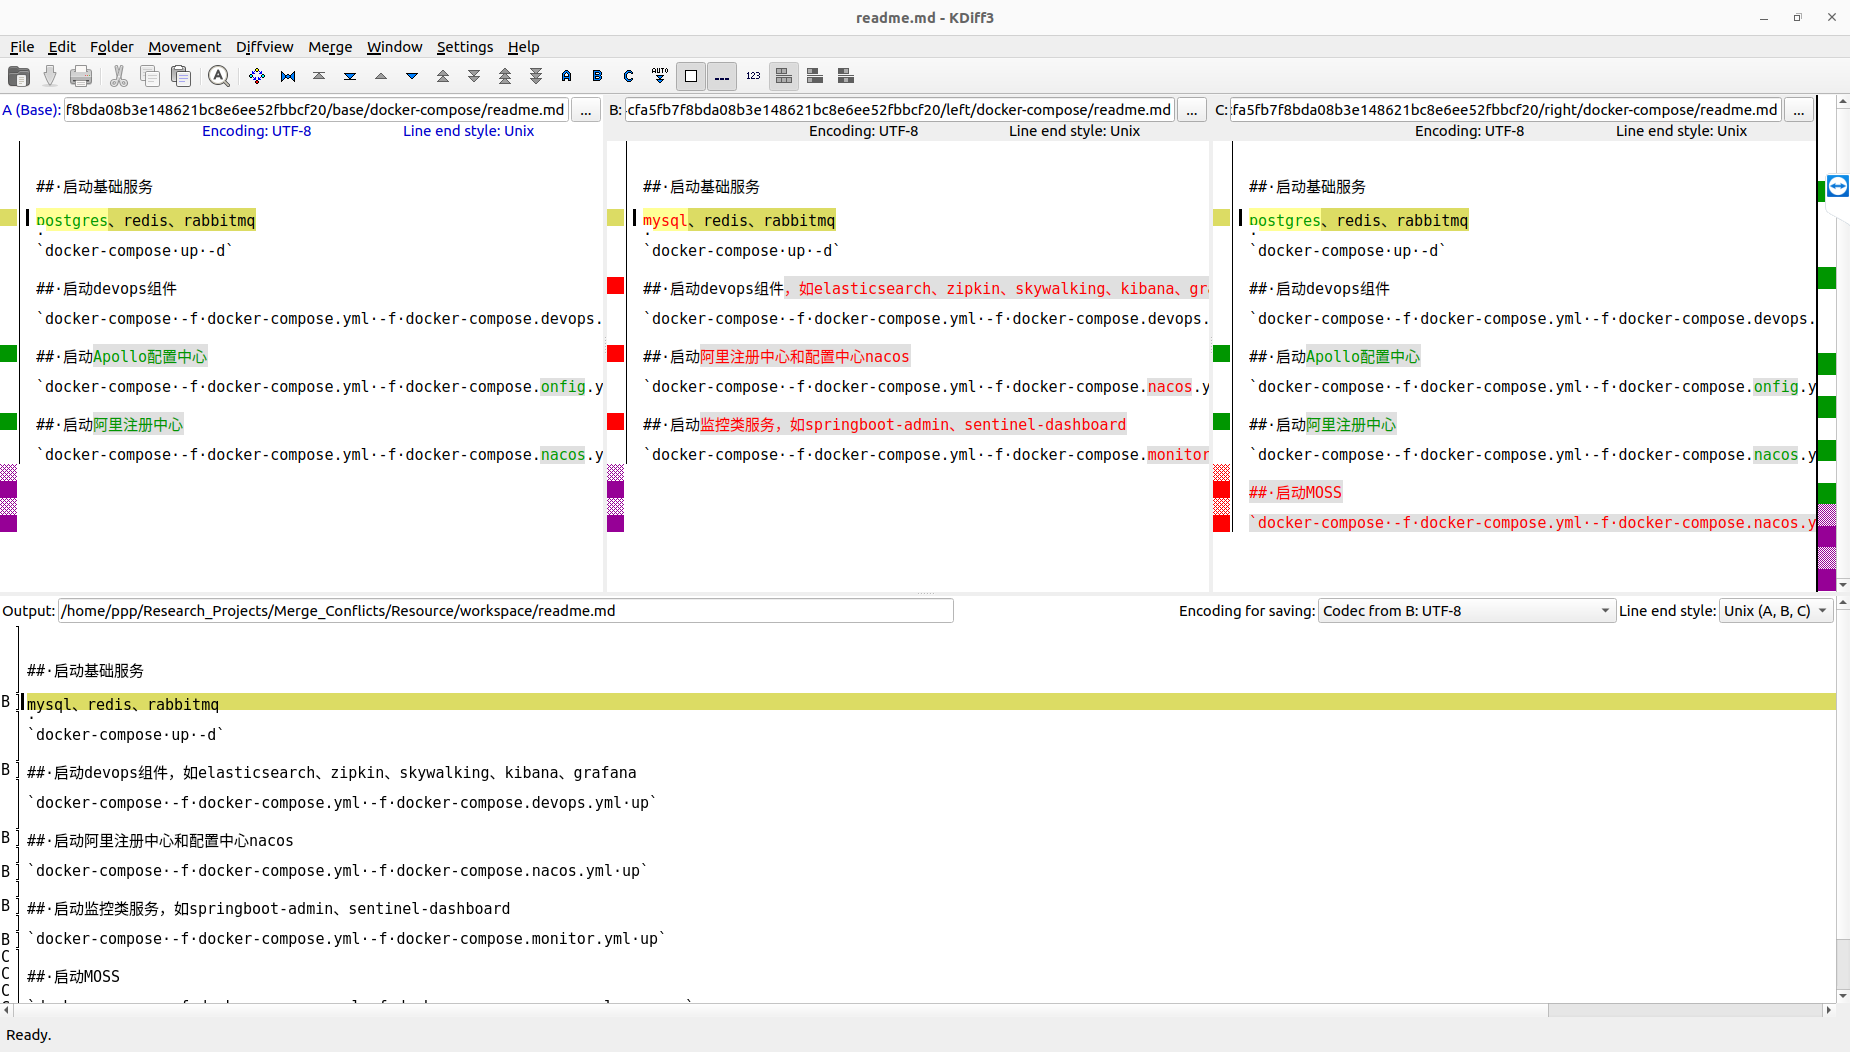 readme.md - KDiff3
File Edit Folder Movement Diffview Merge Window Settings Help
A B C AUTO 123
A (Base): f8bda08b3e148621bc8e6ee52fbbcf20/base/docker-compose/readme.md ...
Encoding: UTF-8 Line end style: Unix
##·启动基础服务
postgres、redis、rabbitmq
`docker-compose·up·-d`
##·启动devops组件
`docker-compose·-f·docker-compose.yml·-f·docker-compose.devops.
##·启动Apollo配置中心
`docker-compose·-f·docker-compose.yml·-f·docker-compose.onfig.y
##·启动阿里注册中心
`docker-compose·-f·docker-compose.yml·-f·docker-compose.nacos.y
B: cfa5fb7f8bda08b3e148621bc8e6ee52fbbcf20/left/docker-compose/readme.md ...
Encoding: UTF-8 Line end style: Unix
##·启动基础服务
mysql、redis、rabbitmq
`docker-compose·up·-d`
##·启动devops组件，如elasticsearch、zipkin、skywalking、kibana、gr
`docker-compose·-f·docker-compose.yml·-f·docker-compose.devops.
##·启动阿里注册中心和配置中心nacos
`docker-compose·-f·docker-compose.yml·-f·docker-compose.nacos.y
##·启动监控类服务，如springboot-admin、sentinel-dashboard
`docker-compose·-f·docker-compose.yml·-f·docker-compose.monitor
C: fa5fb7f8bda08b3e148621bc8e6ee52fbbcf20/right/docker-compose/readme.md ...
Encoding: UTF-8 Line end style: Unix
##·启动基础服务
postgres、redis、rabbitmq
`docker-compose·up·-d`
##·启动devops组件
`docker-compose·-f·docker-compose.yml·-f·docker-compose.devops.
##·启动Apollo配置中心
`docker-compose·-f·docker-compose.yml·-f·docker-compose.onfig.y
##·启动阿里注册中心
`docker-compose·-f·docker-compose.yml·-f·docker-compose.nacos.y
##·启动MOSS
`docker-compose·-f·docker-compose.yml·-f·docker-compose.nacos.y
Output: /home/ppp/Research_Projects/Merge_Conflicts/Resource/workspace/readme.md Encoding for saving: Codec from B: UTF-8 Line end style: Unix (A, B, C)
##·启动基础服务
B mysql、redis、rabbitmq
`docker-compose·up·-d`
B ##·启动devops组件，如elasticsearch、zipkin、skywalking、kibana、grafana
`docker-compose·-f·docker-compose.yml·-f·docker-compose.devops.yml·up`
B ##·启动阿里注册中心和配置中心nacos
B `docker-compose·-f·docker-compose.yml·-f·docker-compose.nacos.yml·up`
B ##·启动监控类服务，如springboot-admin、sentinel-dashboard
B `docker-compose·-f·docker-compose.yml·-f·docker-compose.monitor.yml·up`
C
C ##·启动MOSS
C
Ready.